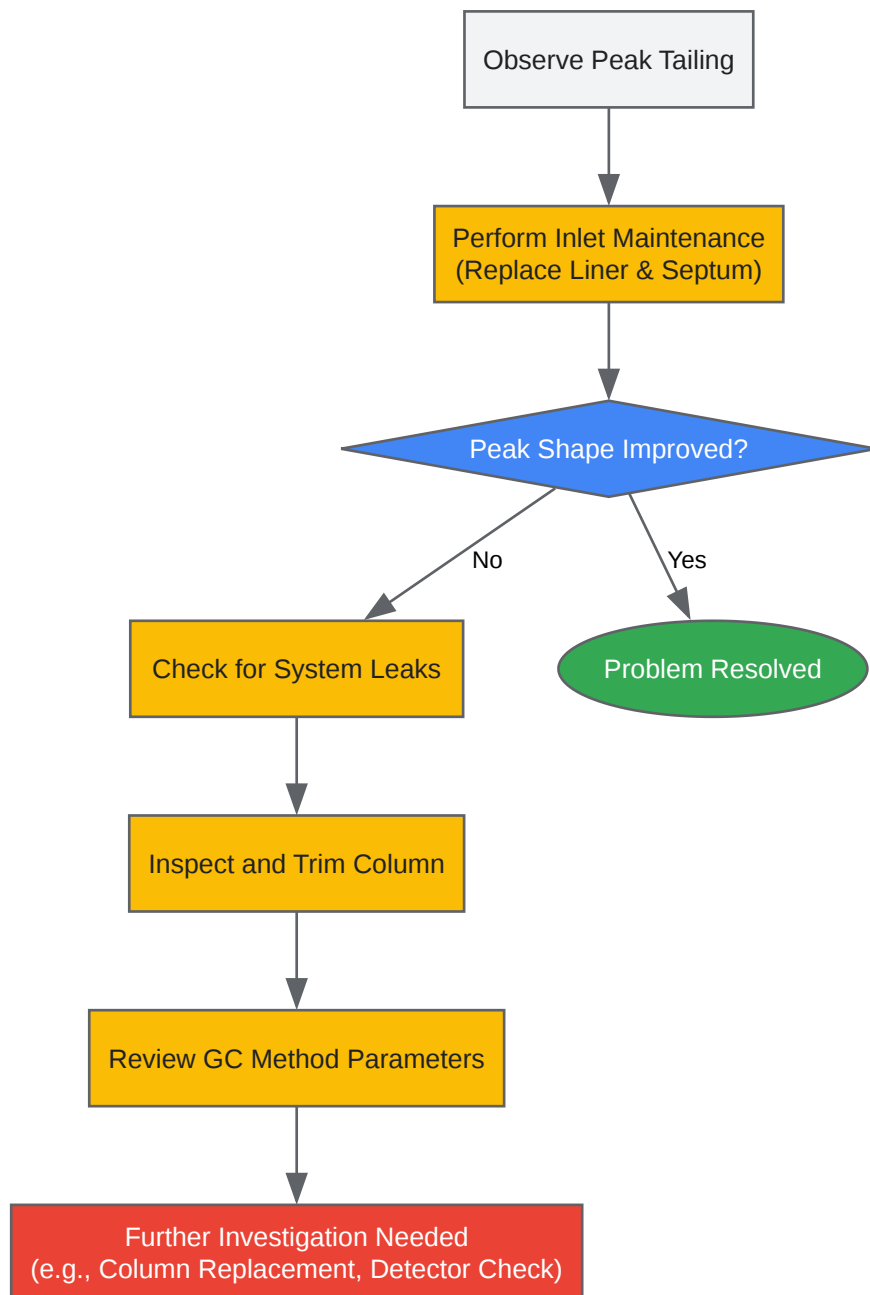 Observe Peak Tailing
Perform Inlet Maintenance
(Replace Liner & Septum)
Peak Shape Improved?
No
Yes
Check for System Leaks
Problem Resolved
Inspect and Trim Column
Review GC Method Parameters
Further Investigation Needed
(e.g., Column Replacement, Detector Check)